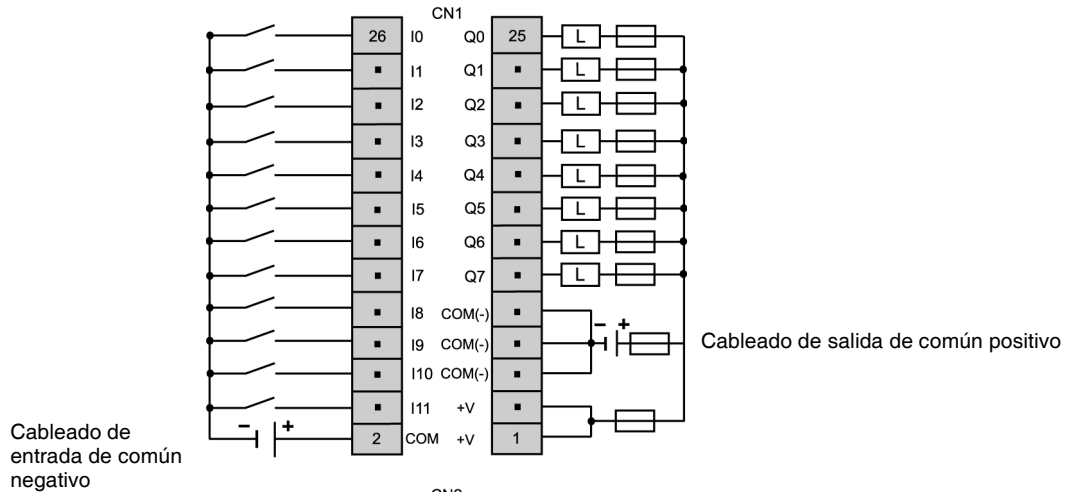 CN1
26 I0 Q0 25 L
I1 Q1 L
I2 Q2 L
I3 Q3 L
I4 Q4 L
I5 Q5 L
I6 Q6 L
I7 Q7 L
I8 COM(-)
- +
I9 COM(-)
Cableado de salida de común positivo
I10 COM(-)
I11 +V
- +
2 COM +V 1
Cableado de
entrada de común
negativo